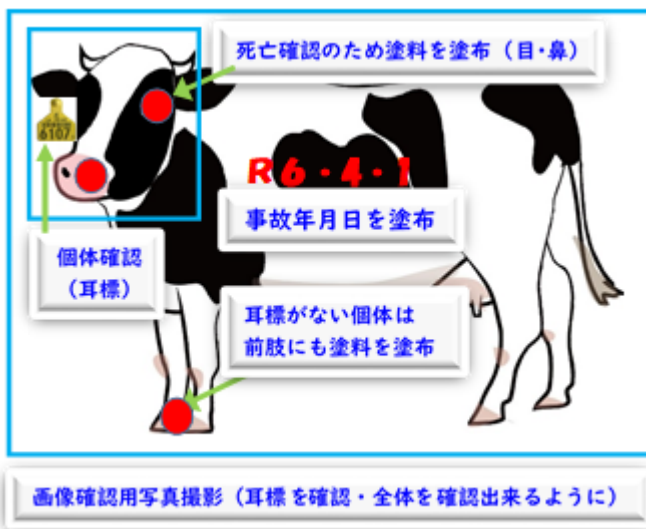 死亡確認のため塗料を塗布（目・鼻）
6107
R6・4・1
事故年月日を塗布
個体確認
（耳標）
耳標がない個体は
前肢にも塗料を塗布
画像確認用写真撮影（耳標を確認・全体を確認出来るように）